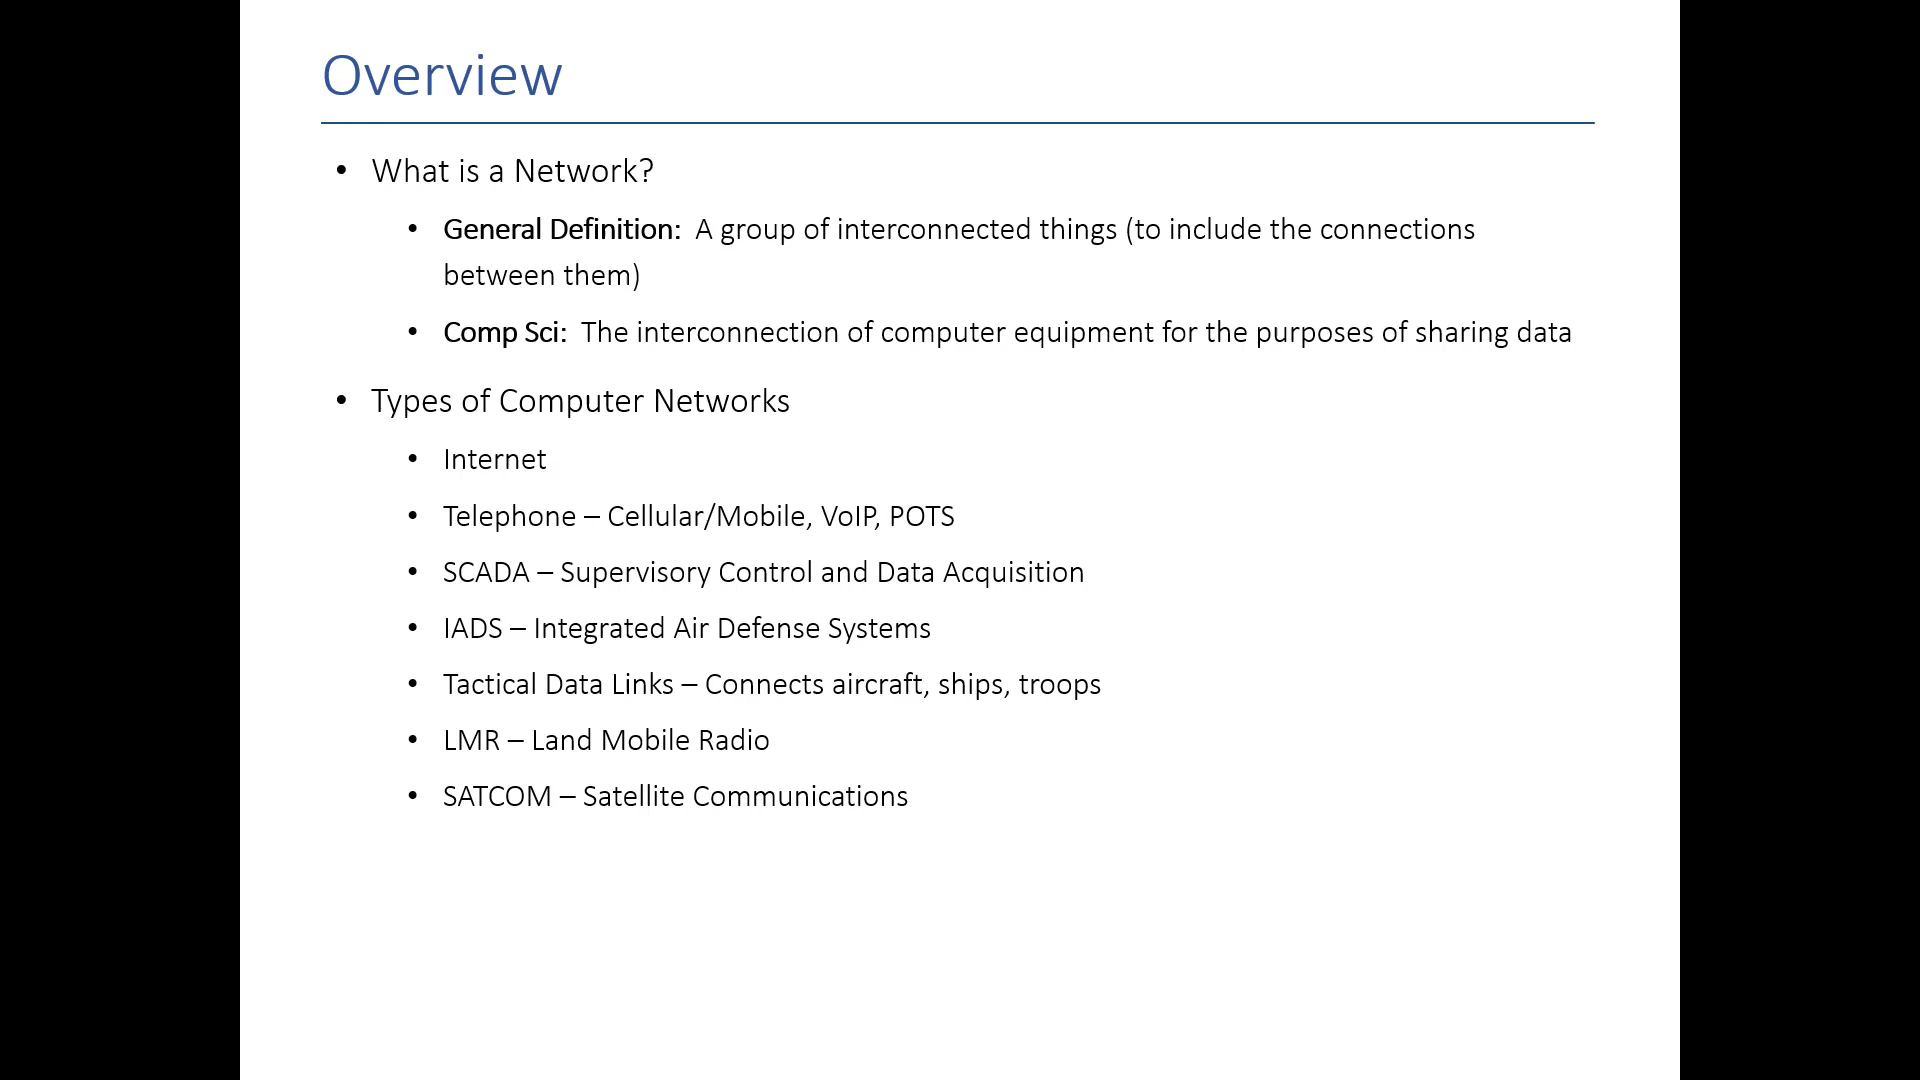 Overview
• What is a Network?
• General Definition: A group of interconnected things (to include the connections
between them)
• Comp Sci: The interconnection of computer equipment for the purposes of sharing data
• Types of Computer Networks
• Internet
• Telephone – Cellular/Mobile, VoIP, POTS
• SCADA – Supervisory Control and Data Acquisition
• IADS – Integrated Air Defense Systems
• Tactical Data Links – Connects aircraft, ships, troops
• LMR – Land Mobile Radio
• SATCOM – Satellite Communications